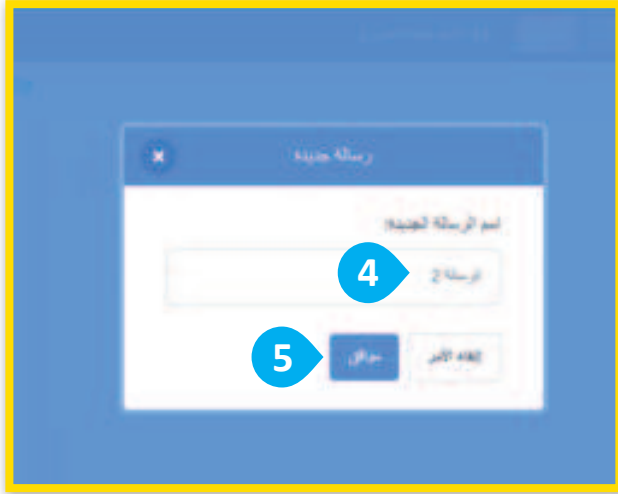 رسالة جديدة
اسم الرسالة الجديدة:
الرسالة 2
4
إلغاء الأمر
موافق
5